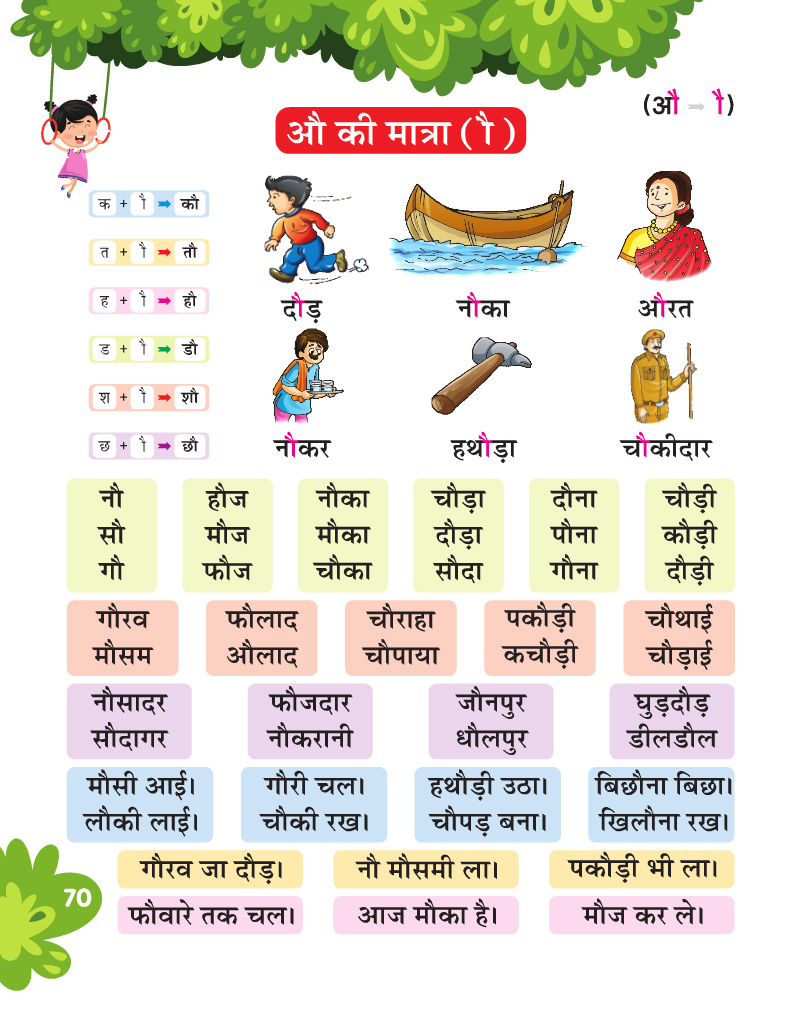 (औ ➡ ौ)
औ की मात्रा ( ौ )
क + ौ ➡ कौ
त + ौ ➡ तौ
ह + ौ ➡ हौ
ड + ौ ➡ डौ
श + ौ ➡ शौ
छ + ौ ➡ छौ
दौड़ नौका औरत
नौकर हथौड़ा चौकीदार
नौ हौज नौका चौड़ा दौना चौड़ी
सौ मौज मौका दौड़ा पौना कौड़ी
गौ फौज चौका सौदा गौना दौड़ी
गौरव फौलाद चौराहा पकौड़ी चौथाई
मौसम औलाद चौपाया कचौड़ी चौड़ाई
नौसादर फौजदार जौनपुर घुड़दौड़
सौदागर नौकरानी धौलपुर डीलडौल
मौसी आई। गौरी चल। हथौड़ी उठा। बिछौना बिछा।
लौकी लाई। चौकी रख। चौपड़ बना। खिलौना रख।
गौरव जा दौड़। नौ मौसमी ला। पकौड़ी भी ला।
फौवारे तक चल। आज मौका है। मौज कर ले।
70